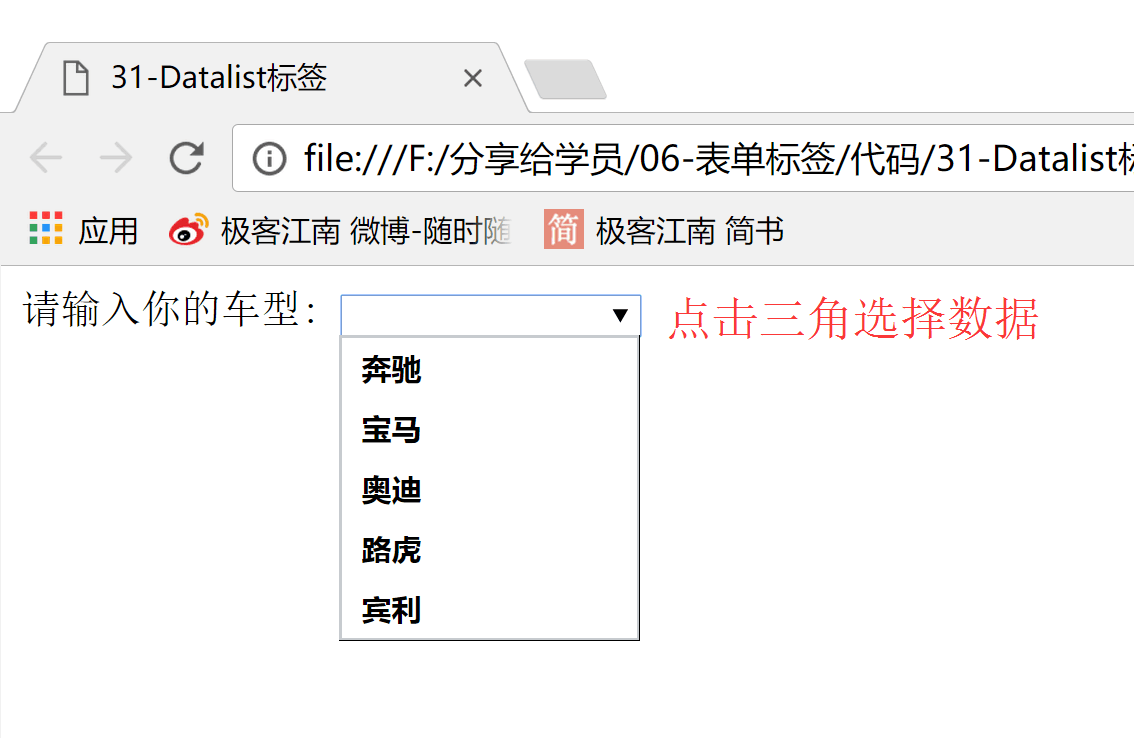 31-Datalist标签
file:///F:/分享给学员/06-表单标签/代码/31-Datalist标
应用 极客江南 微博-随时随 简 极客江南 简书
请输入你的车型： 点击三角选择数据
奔驰
宝马
奥迪
路虎
宾利